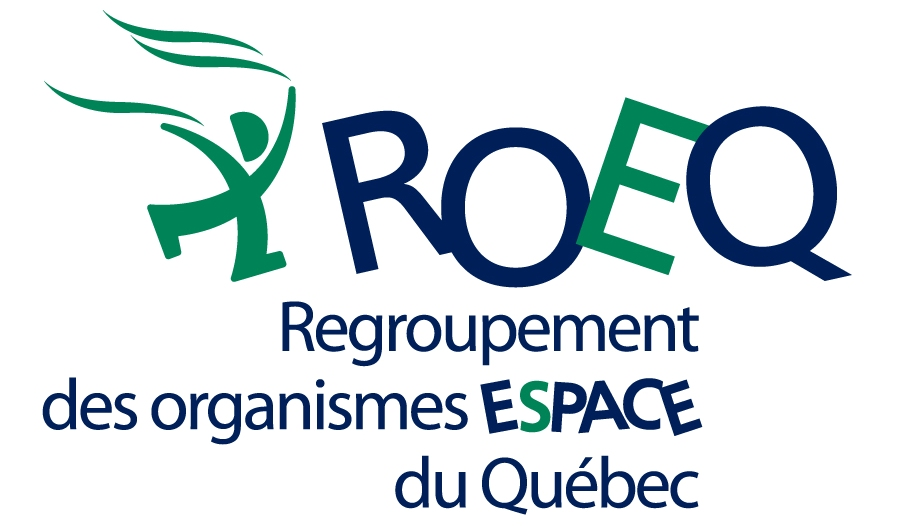 ROEQ
Regroupement
des organismes ESPACE
du Québec